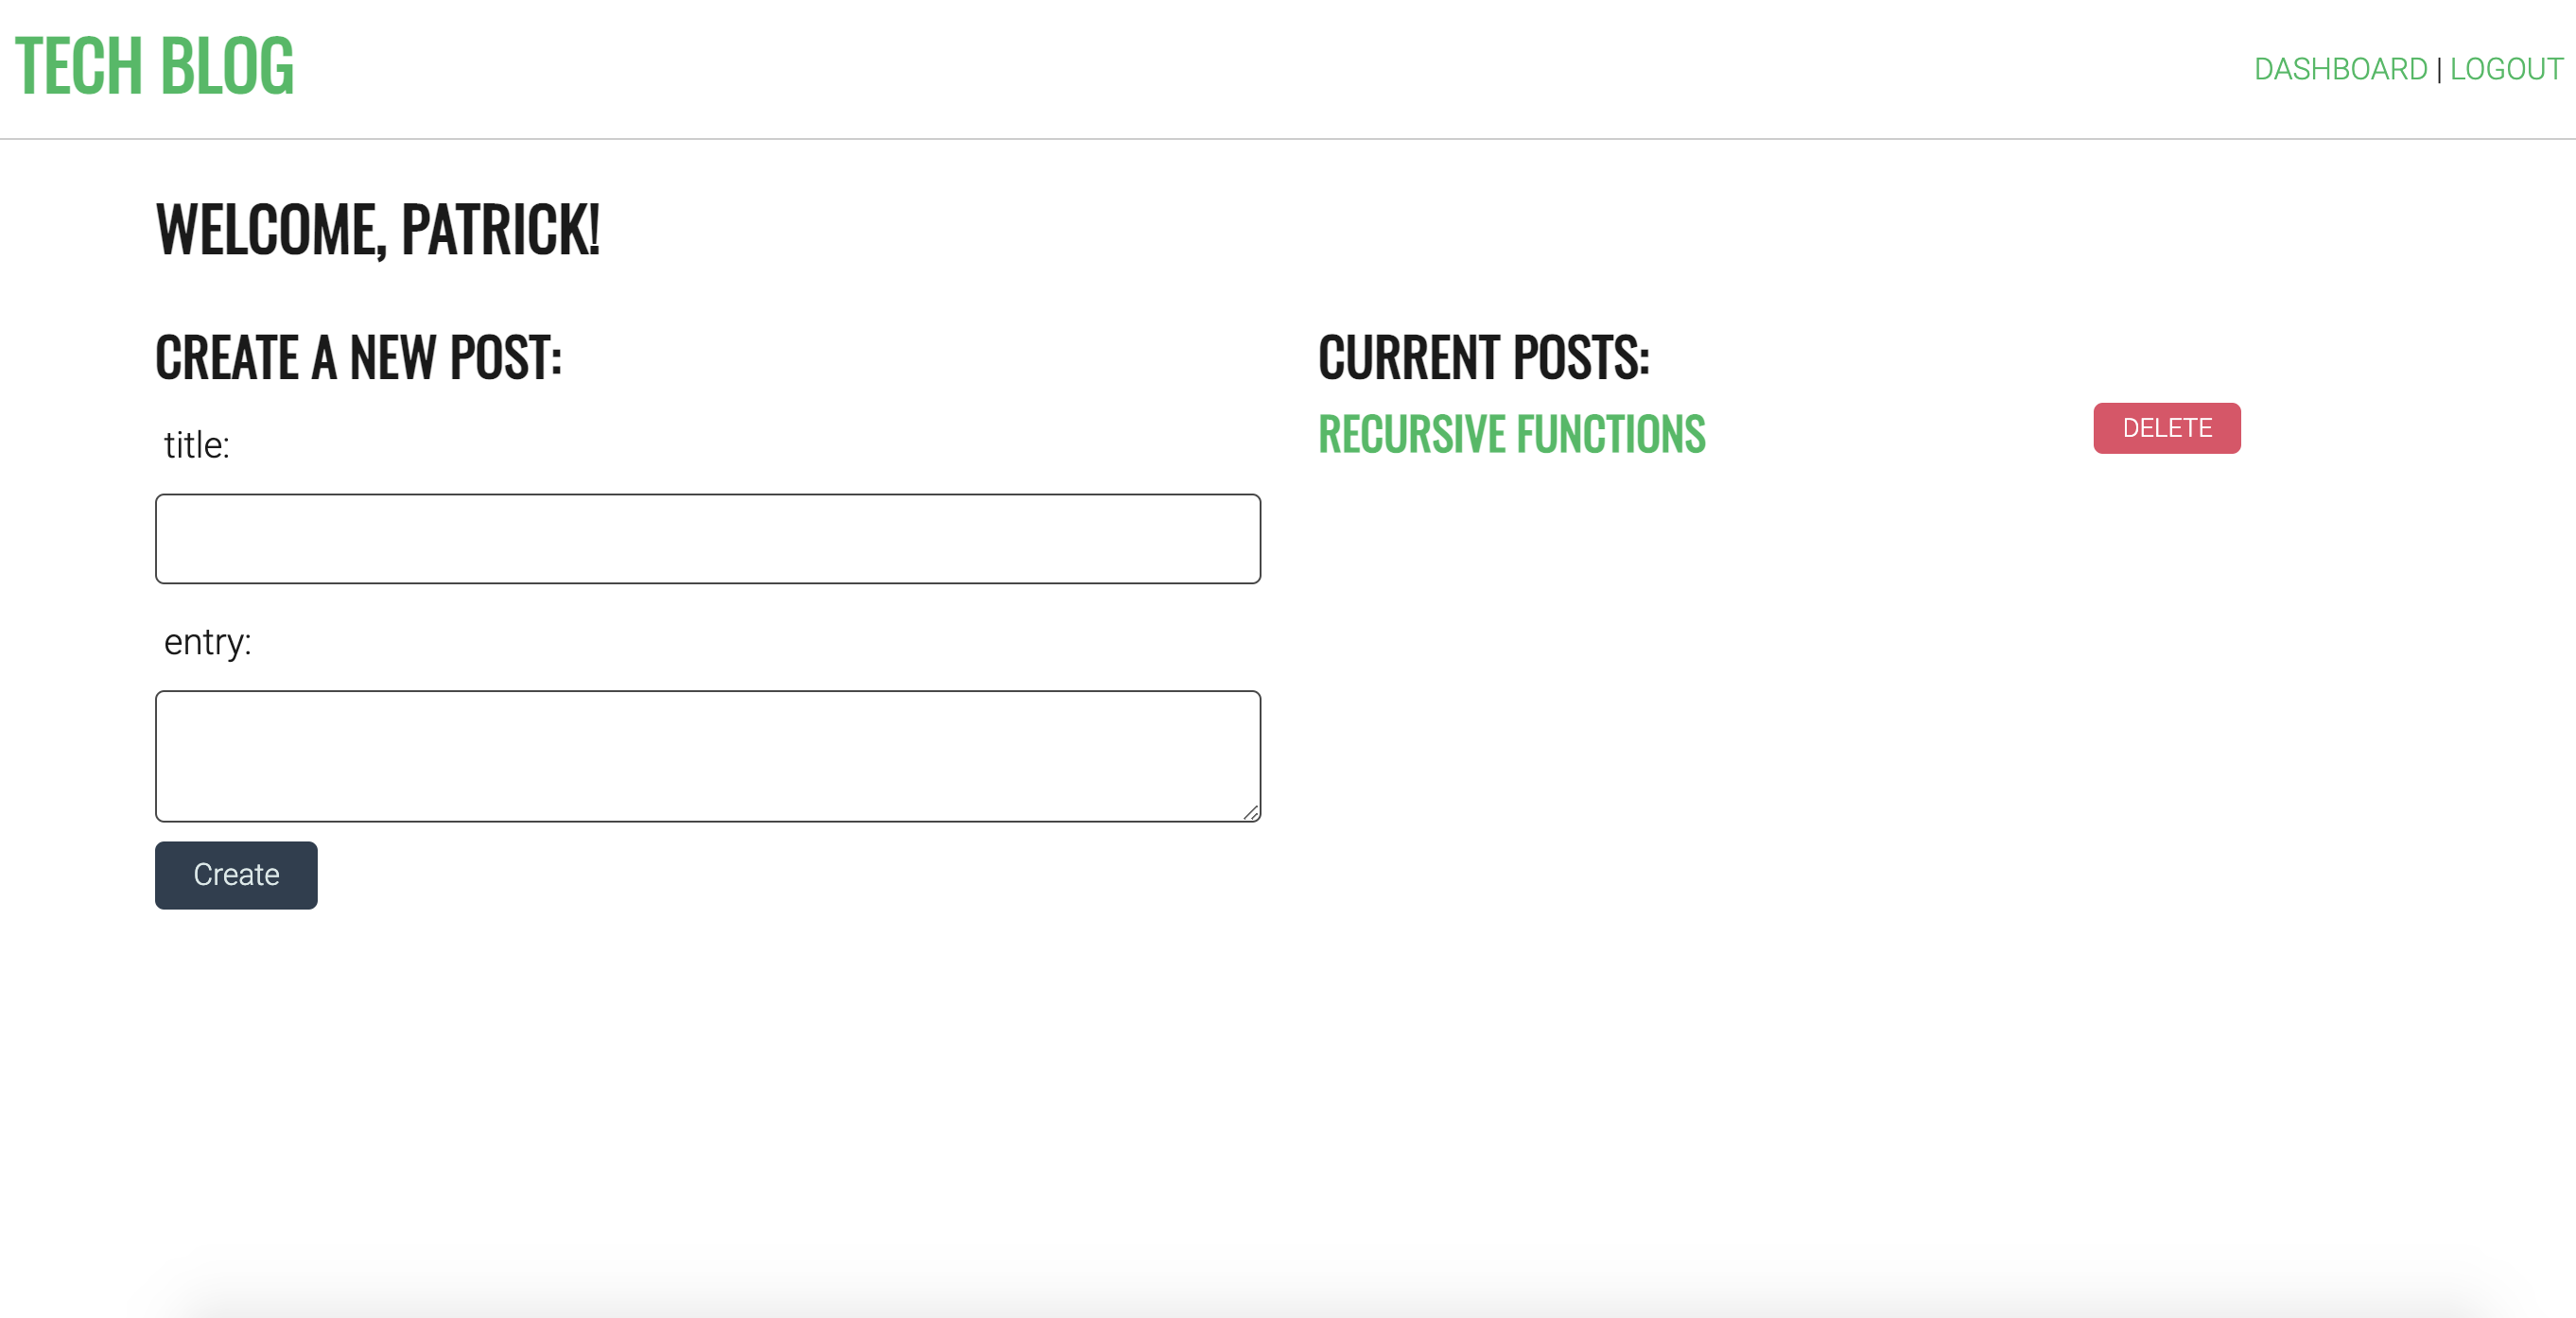 TECH BLOG
DASHBOARD | LOGOUT
WELCOME, PATRICK!
CREATE A NEW POST:
title:
entry:
Create
CURRENT POSTS:
RECURSIVE FUNCTIONS
DELETE